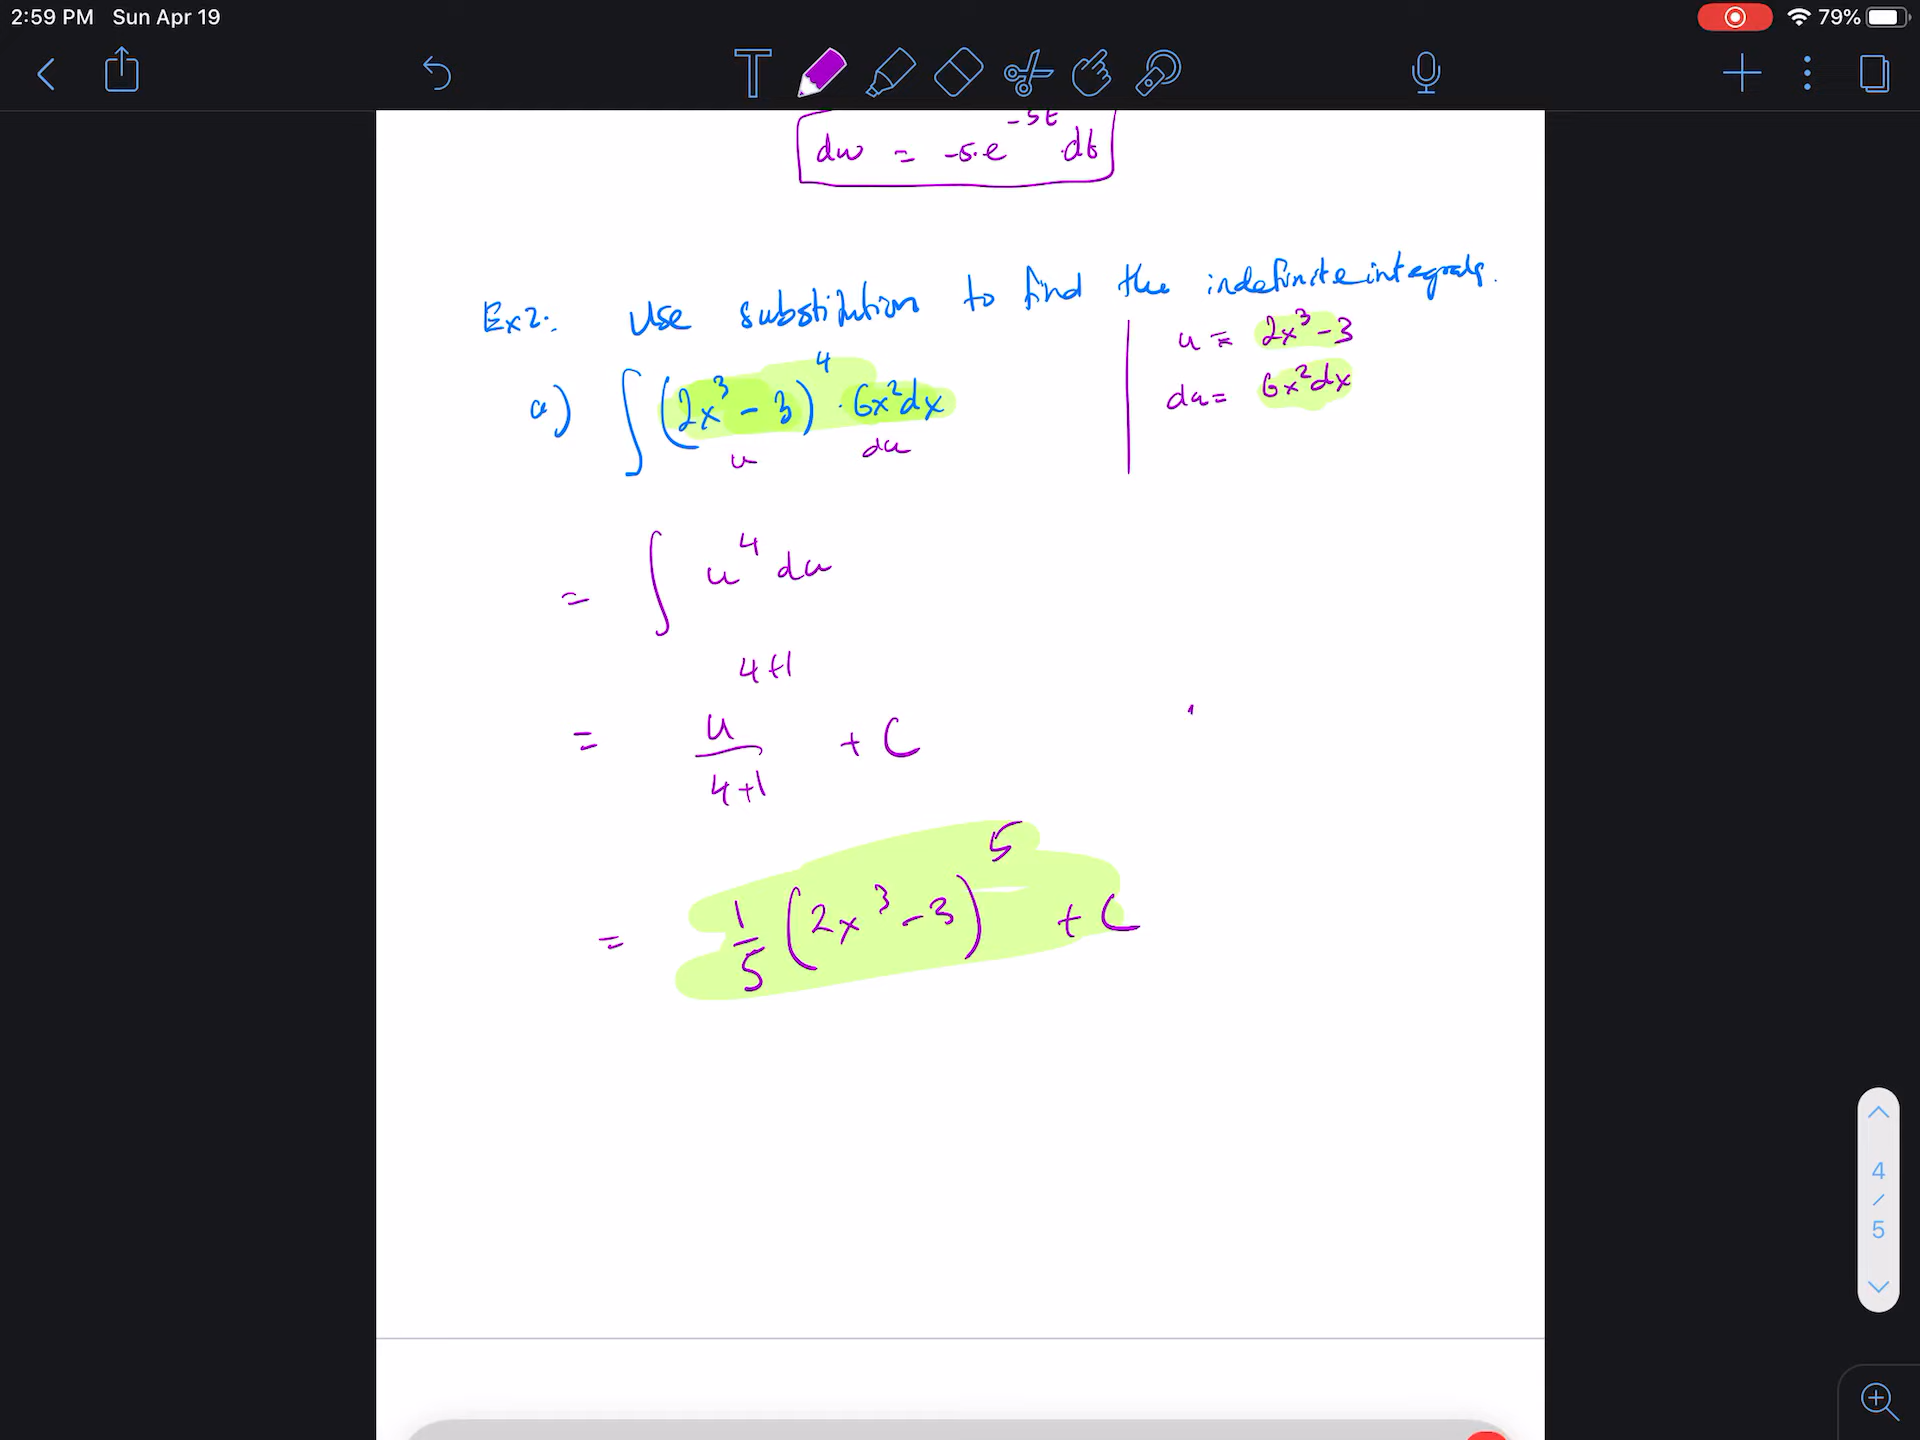 2:59 PM Sun Apr 19
79%
T
dw = -5·e^{-5t}·dt
Ex2: Use substitution to find the indefinite integrals.
a) ∫ (2x³ - 3)⁴ · 6x²dx
u du
u = 2x³ - 3
du = 6x²dx
= ∫ u⁴ du
= u^{4+1}/(4+1) + C
= 1/5 (2x³ - 3)⁵ + C
4
/
5